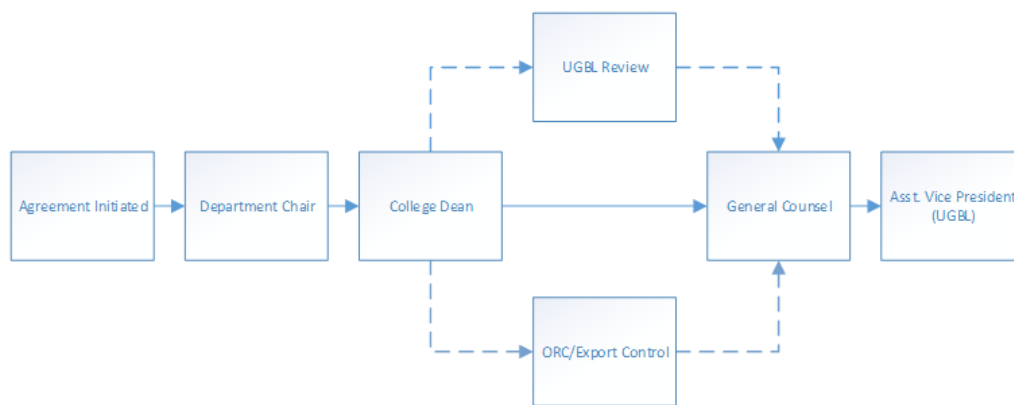 UGBL Review
Agreement Initiated
Department Chair
College Dean
General Counsel
Asst. Vice President
(UGBL)
ORC/Export Control